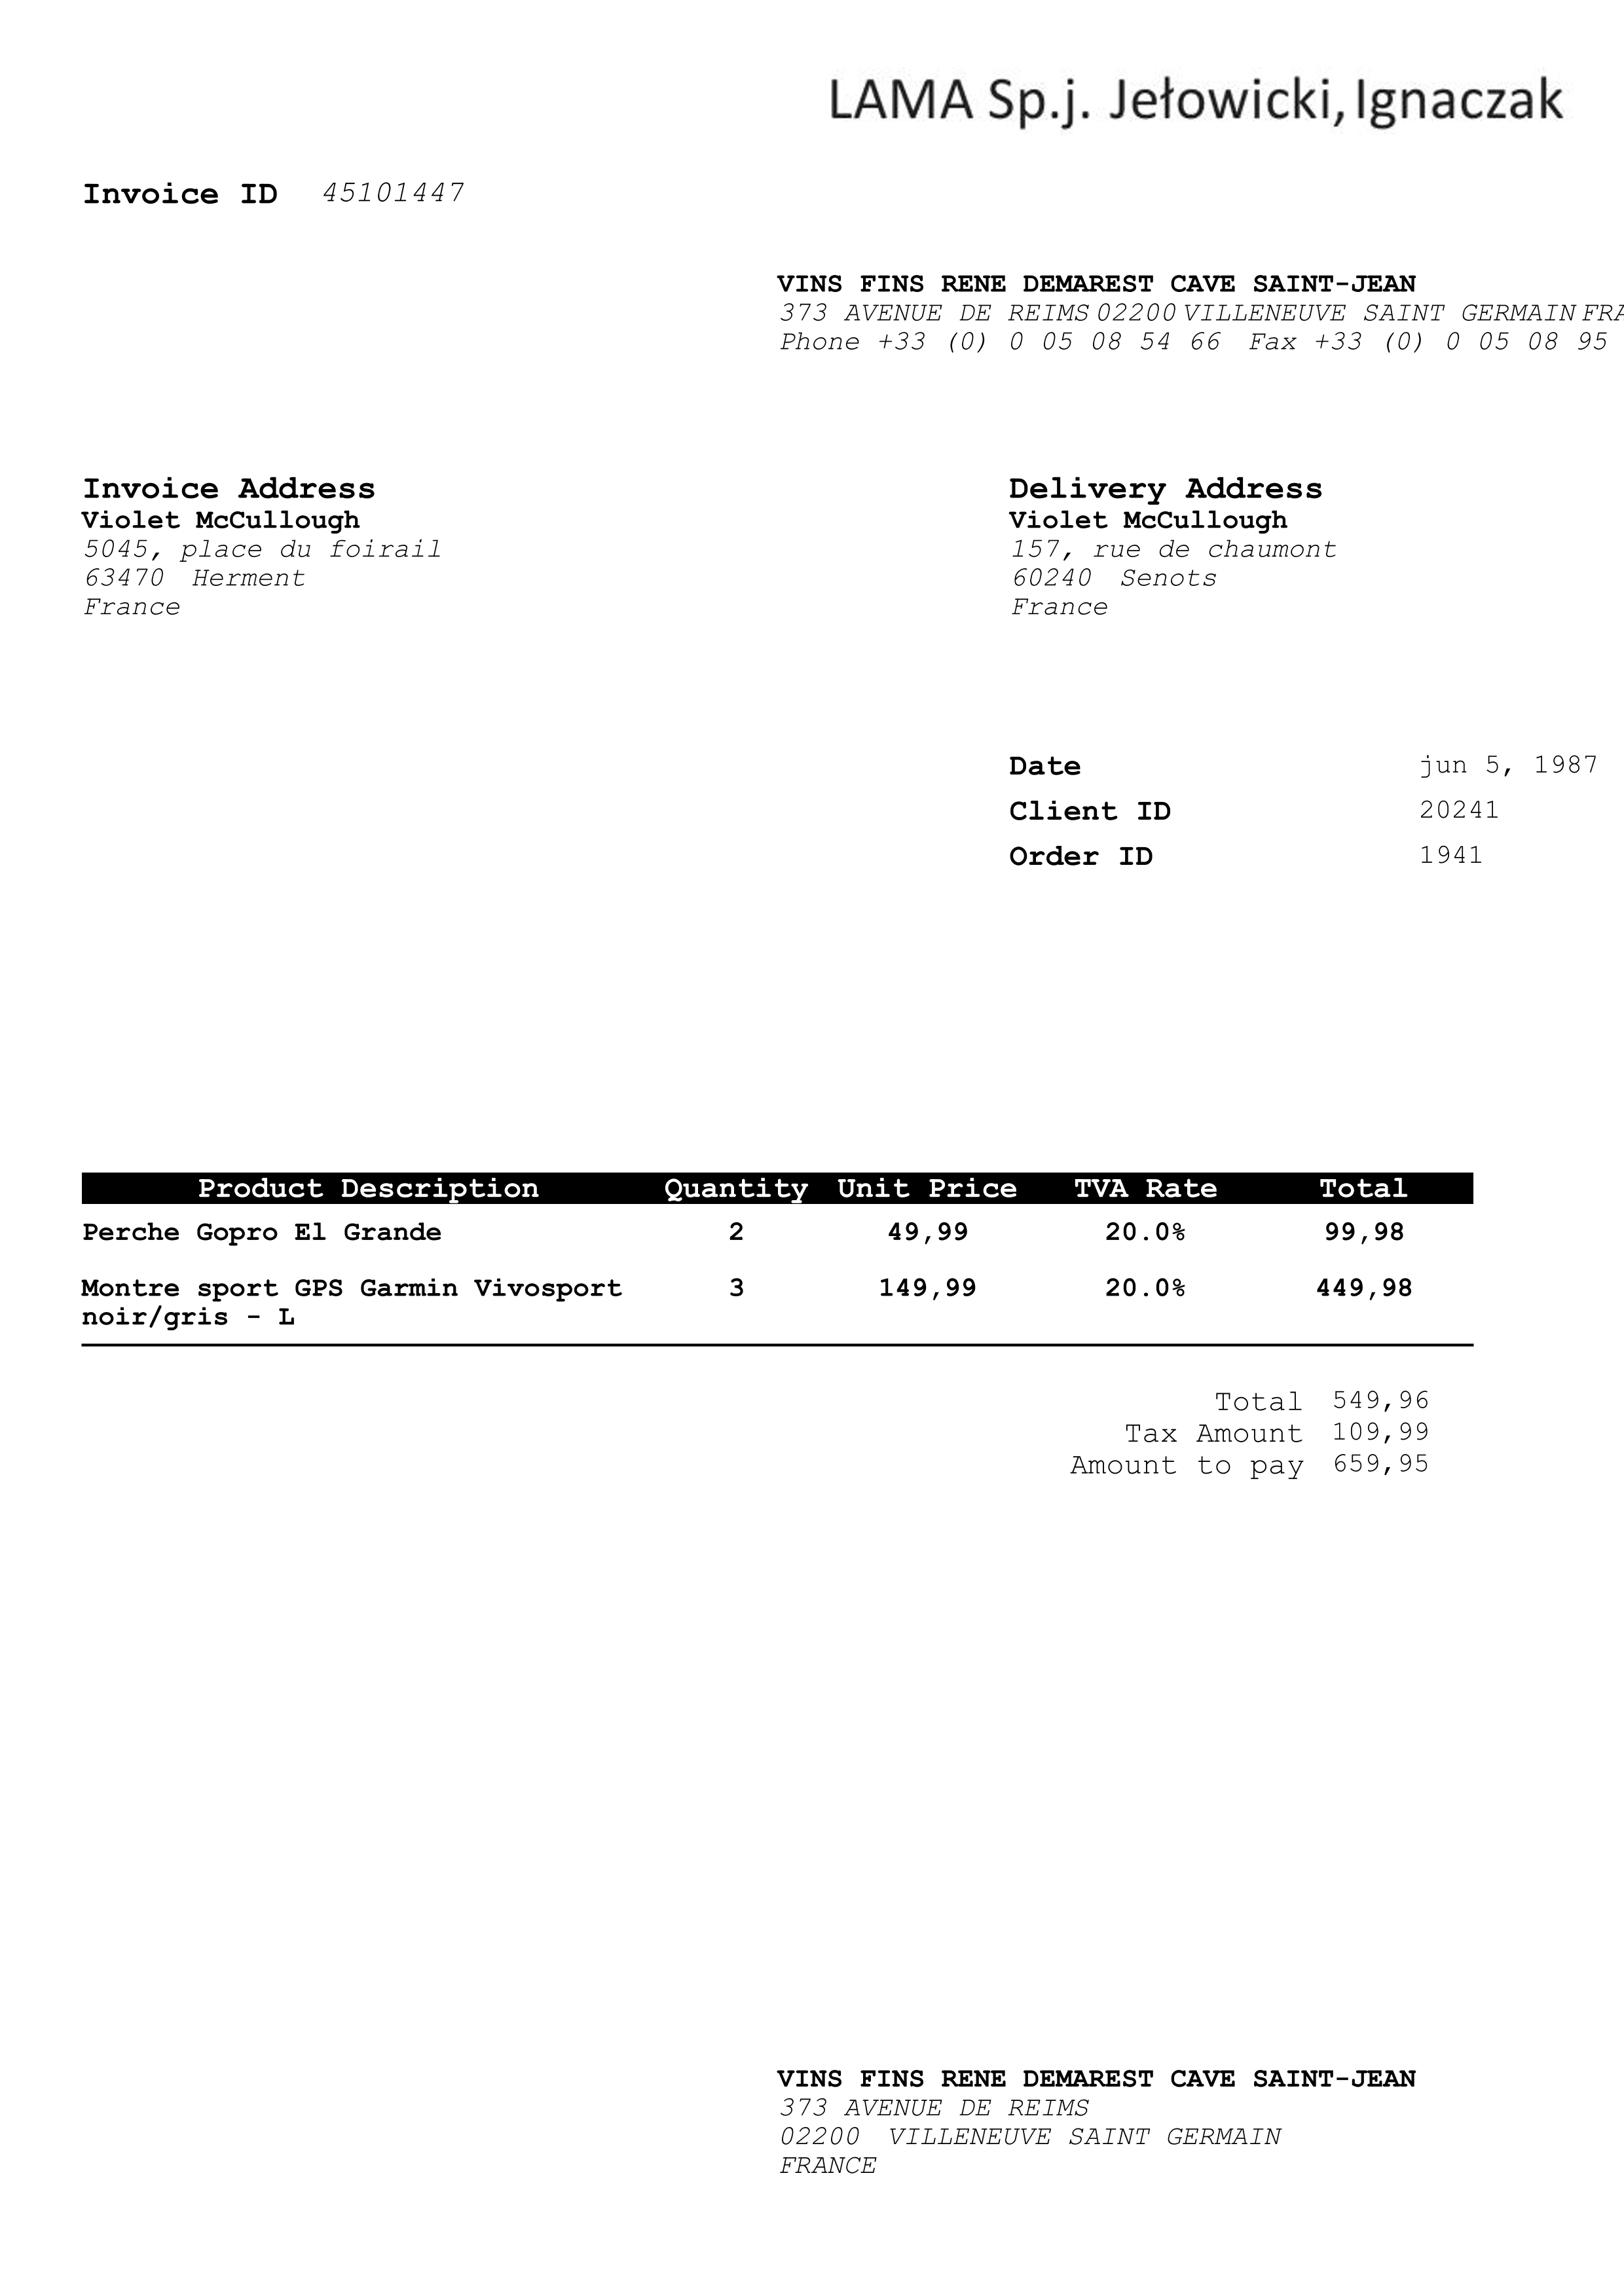 LAMA Sp.j. Jełowicki, Ignaczak
Invoice ID 45101447
VINS FINS RENE DEMAREST CAVE SAINT-JEAN
373 AVENUE DE REIMS 02200 VILLENEUVE SAINT GERMAIN FRA
Phone +33 (0) 0 05 08 54 66 Fax +33 (0) 0 05 08 95
Invoice Address
Violet McCullough
5045, place du foirail
63470 Herment
France
Delivery Address
Violet McCullough
157, rue de chaumont
60240 Senots
France
Date jun 5, 1987
Client ID 20241
Order ID 1941
Product Description Quantity Unit Price TVA Rate Total
Perche Gopro El Grande 2 49,99 20.0% 99,98
Montre sport GPS Garmin Vivosport 3 149,99 20.0% 449,98
noir/gris - L
Total 549,96
Tax Amount 109,99
Amount to pay 659,95
VINS FINS RENE DEMAREST CAVE SAINT-JEAN
373 AVENUE DE REIMS
02200 VILLENEUVE SAINT GERMAIN
FRANCE